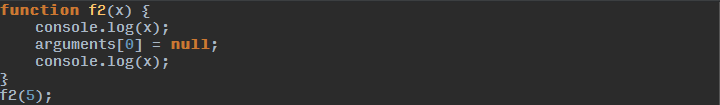 function f2(x) {
    console.log(x);
    arguments[0] = null;
    console.log(x);
}
f2(5);